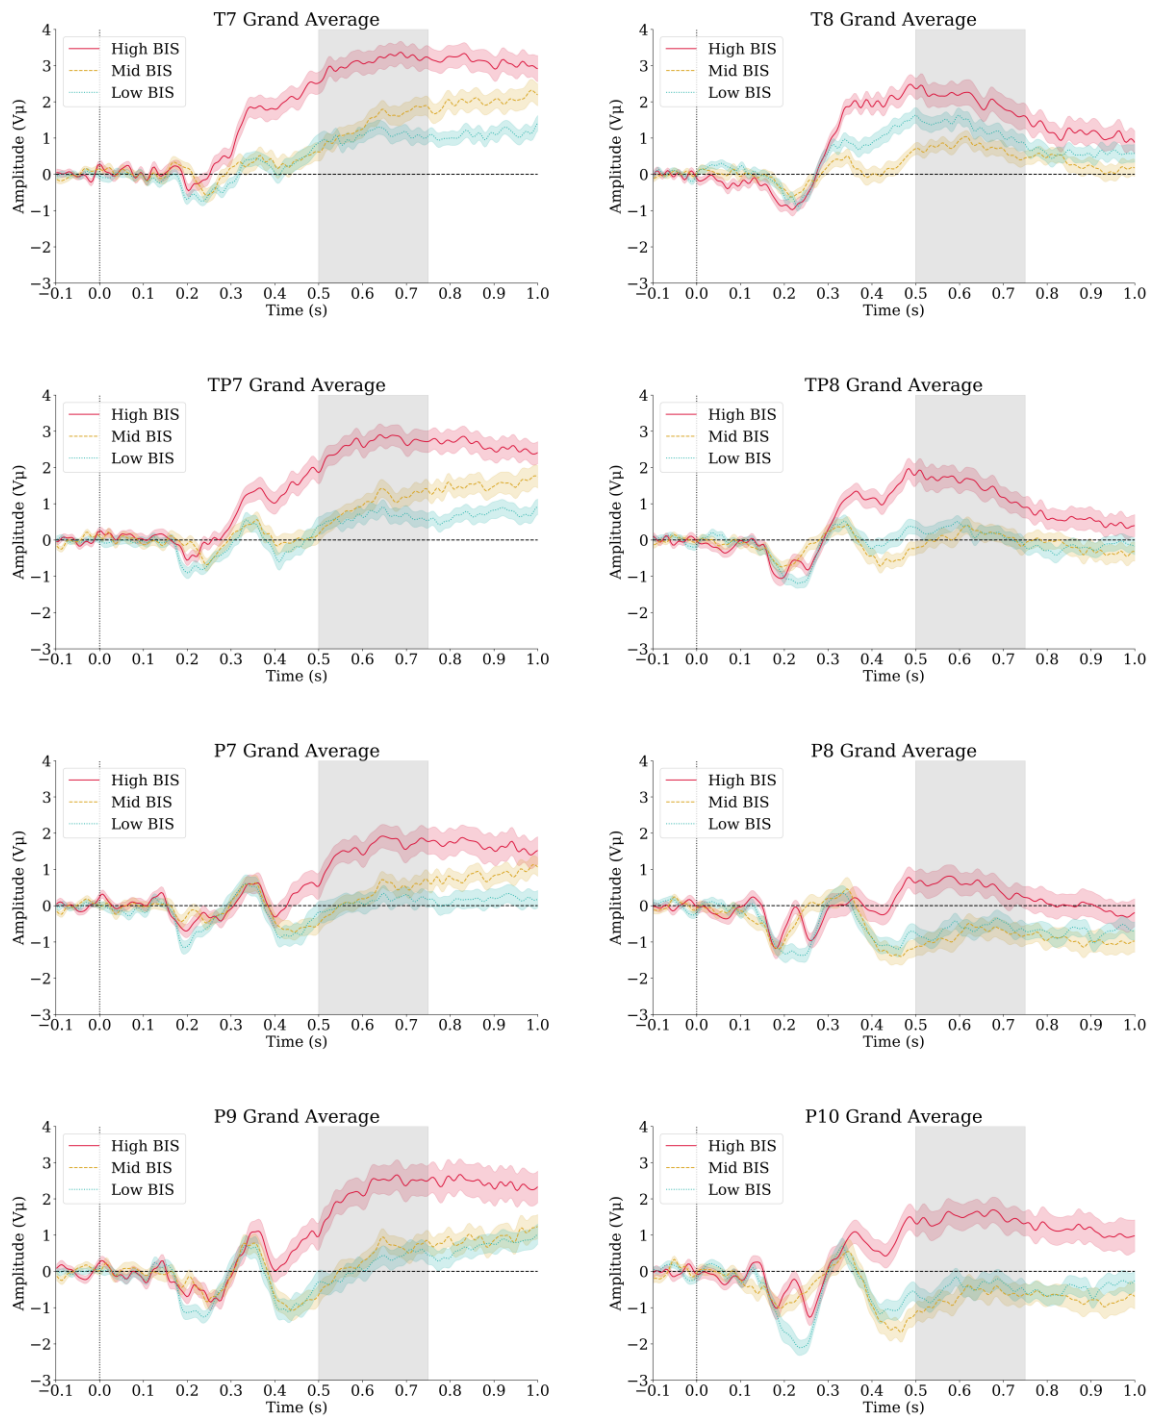 T7 Grand Average
High BIS
Mid BIS
Low BIS
Amplitude (Vμ)
4
3
2
1
0
−1
−2
−3
−0.1 0.0 0.1 0.2 0.3 0.4 0.5 0.6 0.7 0.8 0.9 1.0
Time (s)
T8 Grand Average
High BIS
Mid BIS
Low BIS
Amplitude (Vμ)
4
3
2
1
0
−1
−2
−3
−0.1 0.0 0.1 0.2 0.3 0.4 0.5 0.6 0.7 0.8 0.9 1.0
Time (s)
TP7 Grand Average
High BIS
Mid BIS
Low BIS
Amplitude (Vμ)
4
3
2
1
0
−1
−2
−3
−0.1 0.0 0.1 0.2 0.3 0.4 0.5 0.6 0.7 0.8 0.9 1.0
Time (s)
TP8 Grand Average
High BIS
Mid BIS
Low BIS
Amplitude (Vμ)
4
3
2
1
0
−1
−2
−3
−0.1 0.0 0.1 0.2 0.3 0.4 0.5 0.6 0.7 0.8 0.9 1.0
Time (s)
P7 Grand Average
High BIS
Mid BIS
Low BIS
Amplitude (Vμ)
4
3
2
1
0
−1
−2
−3
−0.1 0.0 0.1 0.2 0.3 0.4 0.5 0.6 0.7 0.8 0.9 1.0
Time (s)
P8 Grand Average
High BIS
Mid BIS
Low BIS
Amplitude (Vμ)
4
3
2
1
0
−1
−2
−3
−0.1 0.0 0.1 0.2 0.3 0.4 0.5 0.6 0.7 0.8 0.9 1.0
Time (s)
P9 Grand Average
High BIS
Mid BIS
Low BIS
Amplitude (Vμ)
4
3
2
1
0
−1
−2
−3
−0.1 0.0 0.1 0.2 0.3 0.4 0.5 0.6 0.7 0.8 0.9 1.0
Time (s)
P10 Grand Average
High BIS
Mid BIS
Low BIS
Amplitude (Vμ)
4
3
2
1
0
−1
−2
−3
−0.1 0.0 0.1 0.2 0.3 0.4 0.5 0.6 0.7 0.8 0.9 1.0
Time (s)